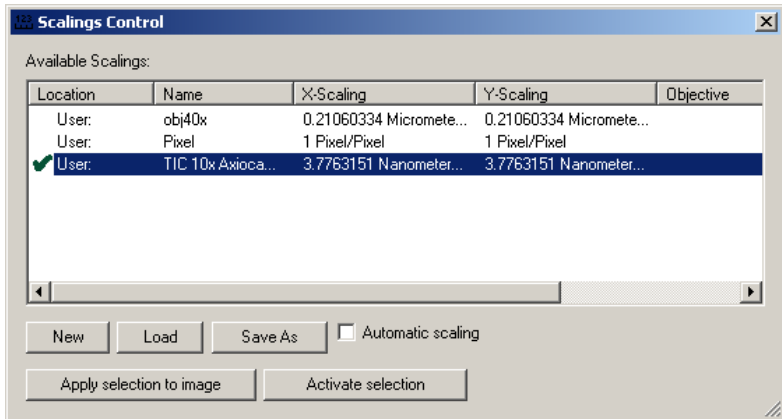 Scalings Control
Available Scalings:
Location Name X-Scaling Y-Scaling Objective
User: obj40x 0.21060334 Micromete... 0.21060334 Micromete...
User: Pixel 1 Pixel/Pixel 1 Pixel/Pixel
User: TIC 10x Axioca... 3.7763151 Nanometer... 3.7763151 Nanometer...
New Load Save As Automatic scaling
Apply selection to image Activate selection